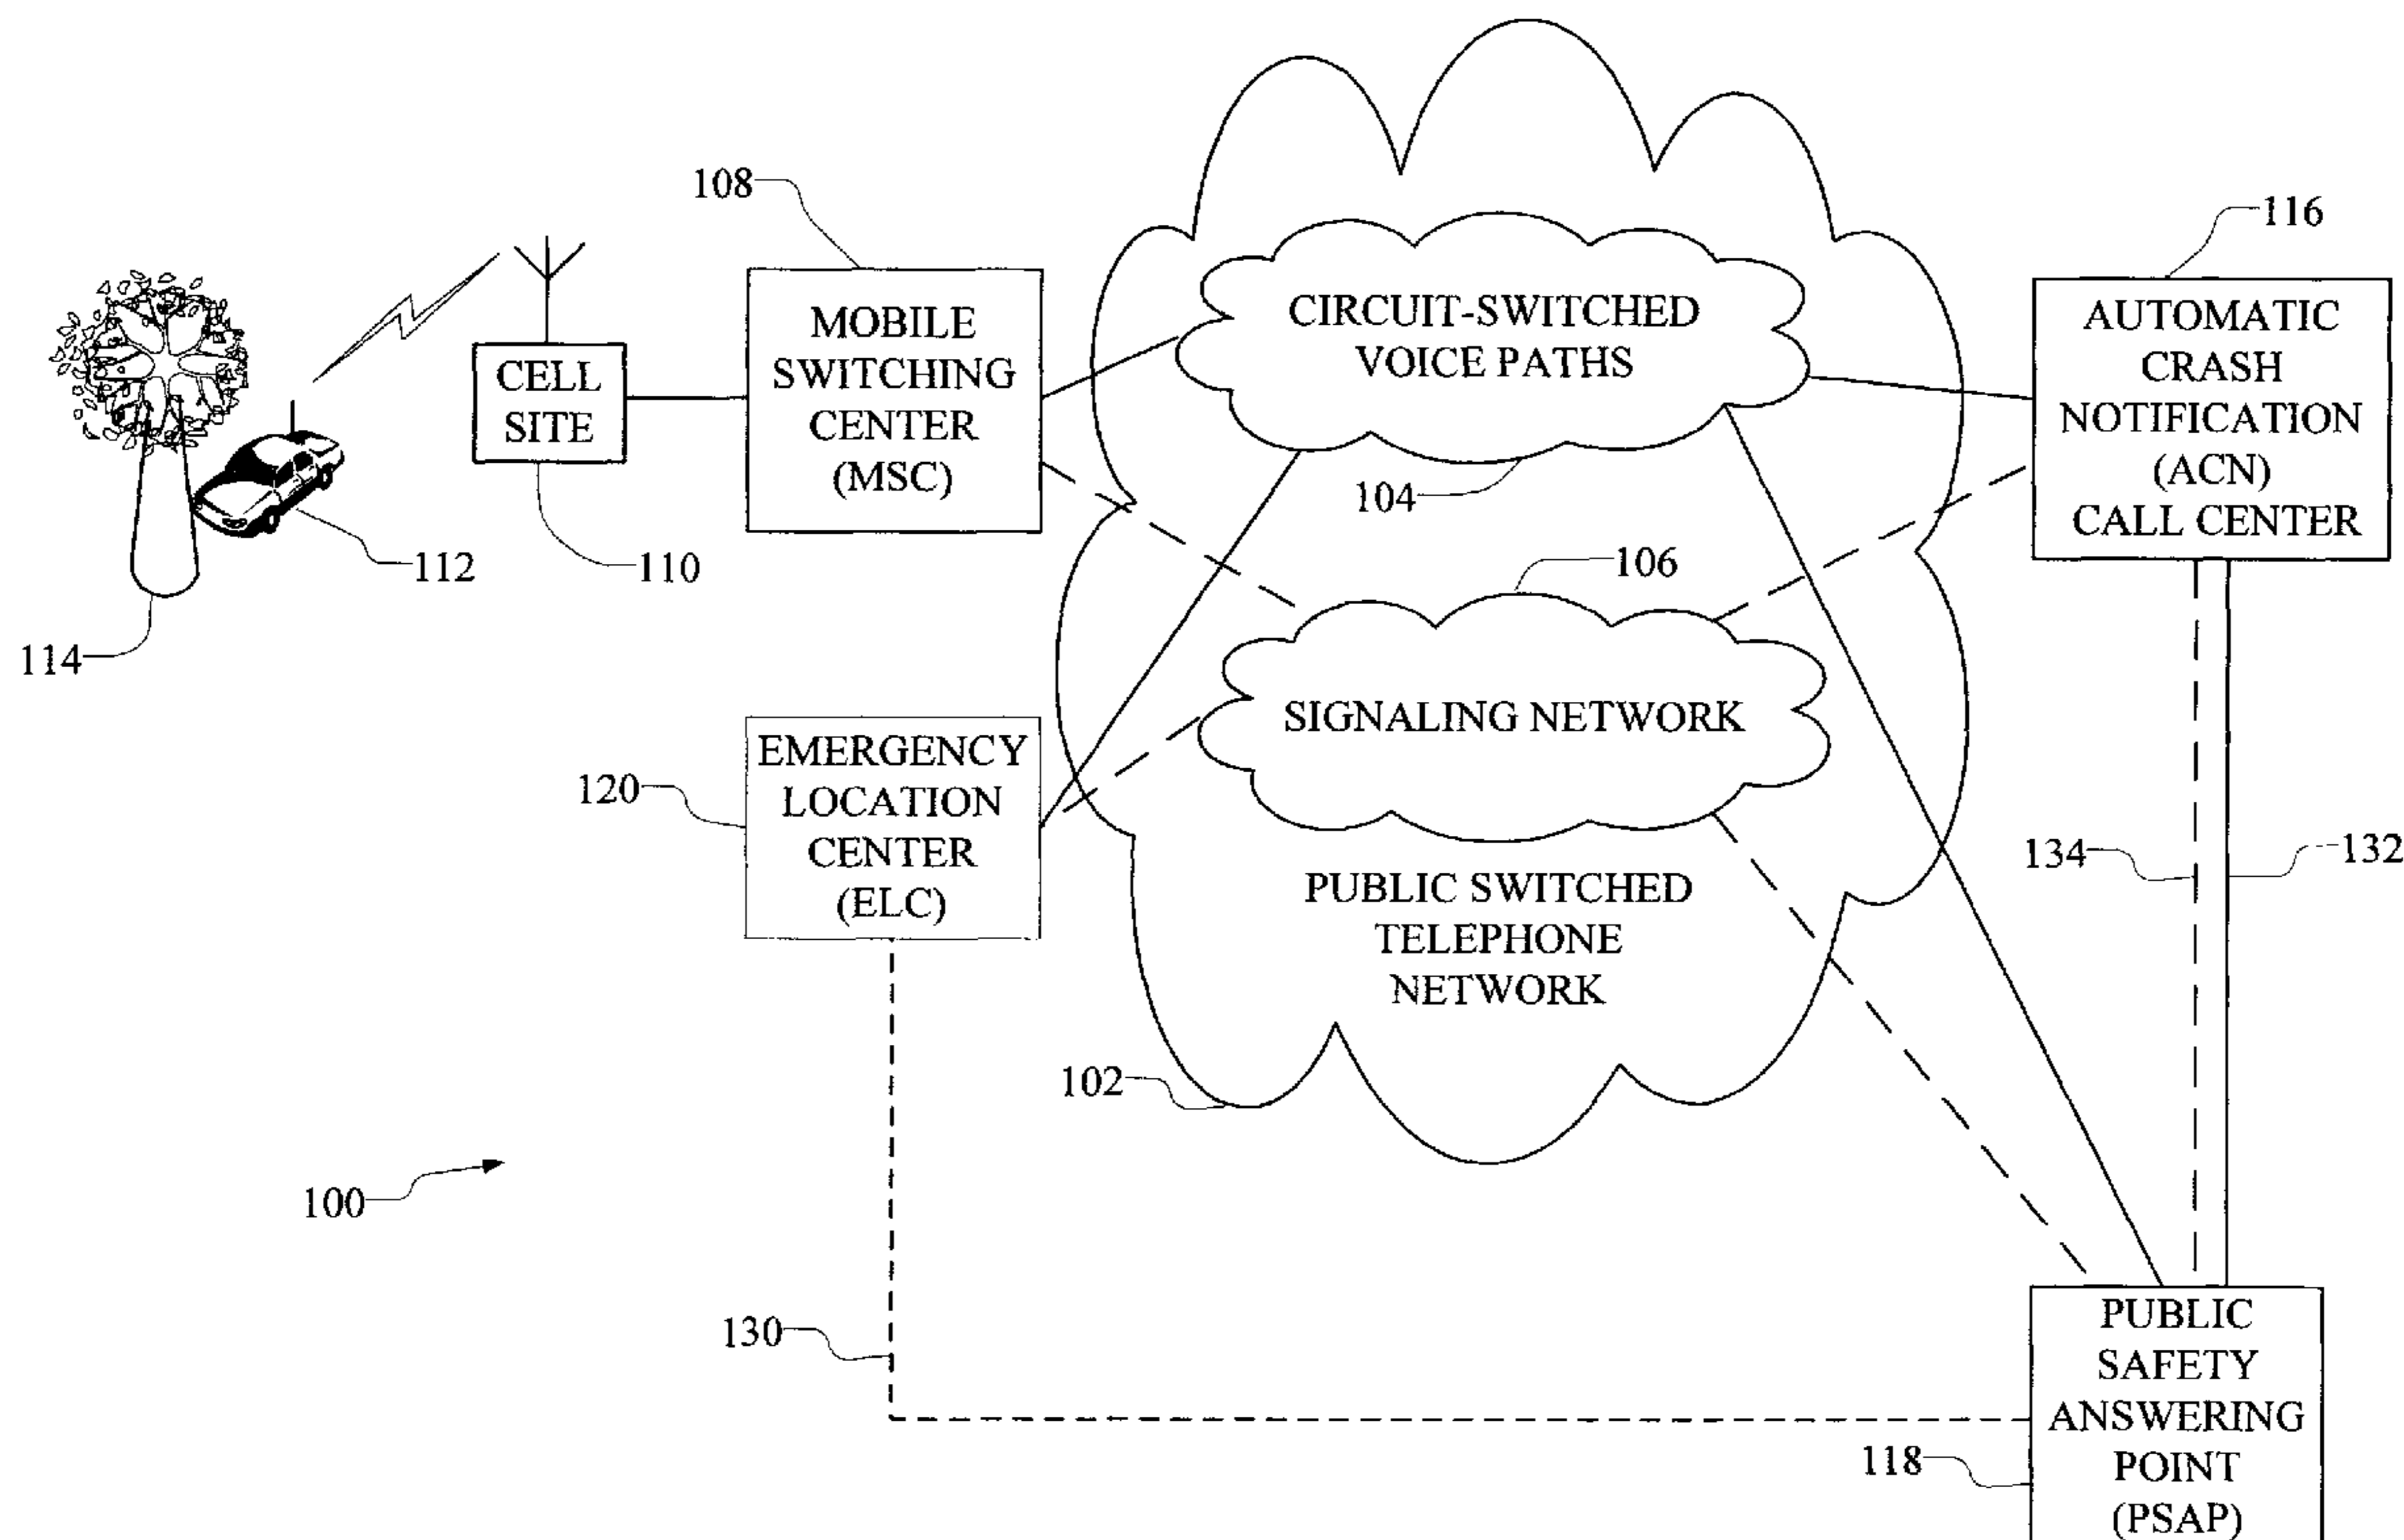 108
116
MOBILE
SWITCHING
CENTER
(MSC)
CIRCUIT-SWITCHED
VOICE PATHS
AUTOMATIC
CRASH
NOTIFICATION
(ACN)
CALL CENTER
CELL
SITE
104
112
110
106
114
SIGNALING NETWORK
EMERGENCY
LOCATION
CENTER
(ELC)
120
134
132
PUBLIC SWITCHED
TELEPHONE
NETWORK
102
100
130
PUBLIC
SAFETY
ANSWERING
POINT
(PSAP)
118